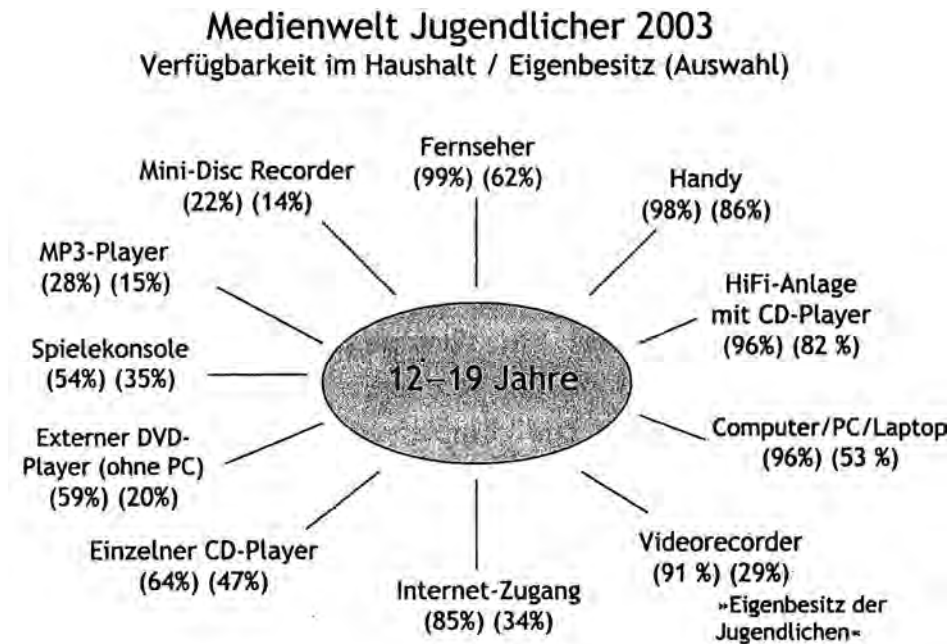 Medienwelt Jugendlicher 2003
Verfügbarkeit im Haushalt / Eigenbesitz (Auswahl)
Fernseher
(99%) (62%)
Handy
(98%) (86%)
HiFi-Anlage
mit CD-Player
(96%) (82 %)
Computer/PC/Laptop
(96%) (53 %)
Videorecorder
(91 %) (29%)
»Eigenbesitz der
Jugendlichen«
Internet-Zugang
(85%) (34%)
Einzelner CD-Player
(64%) (47%)
Externer DVD-
Player (ohne PC)
(59%) (20%)
Spielekonsole
(54%) (35%)
MP3-Player
(28%) (15%)
Mini-Disc Recorder
(22%) (14%)
12–19 Jahre